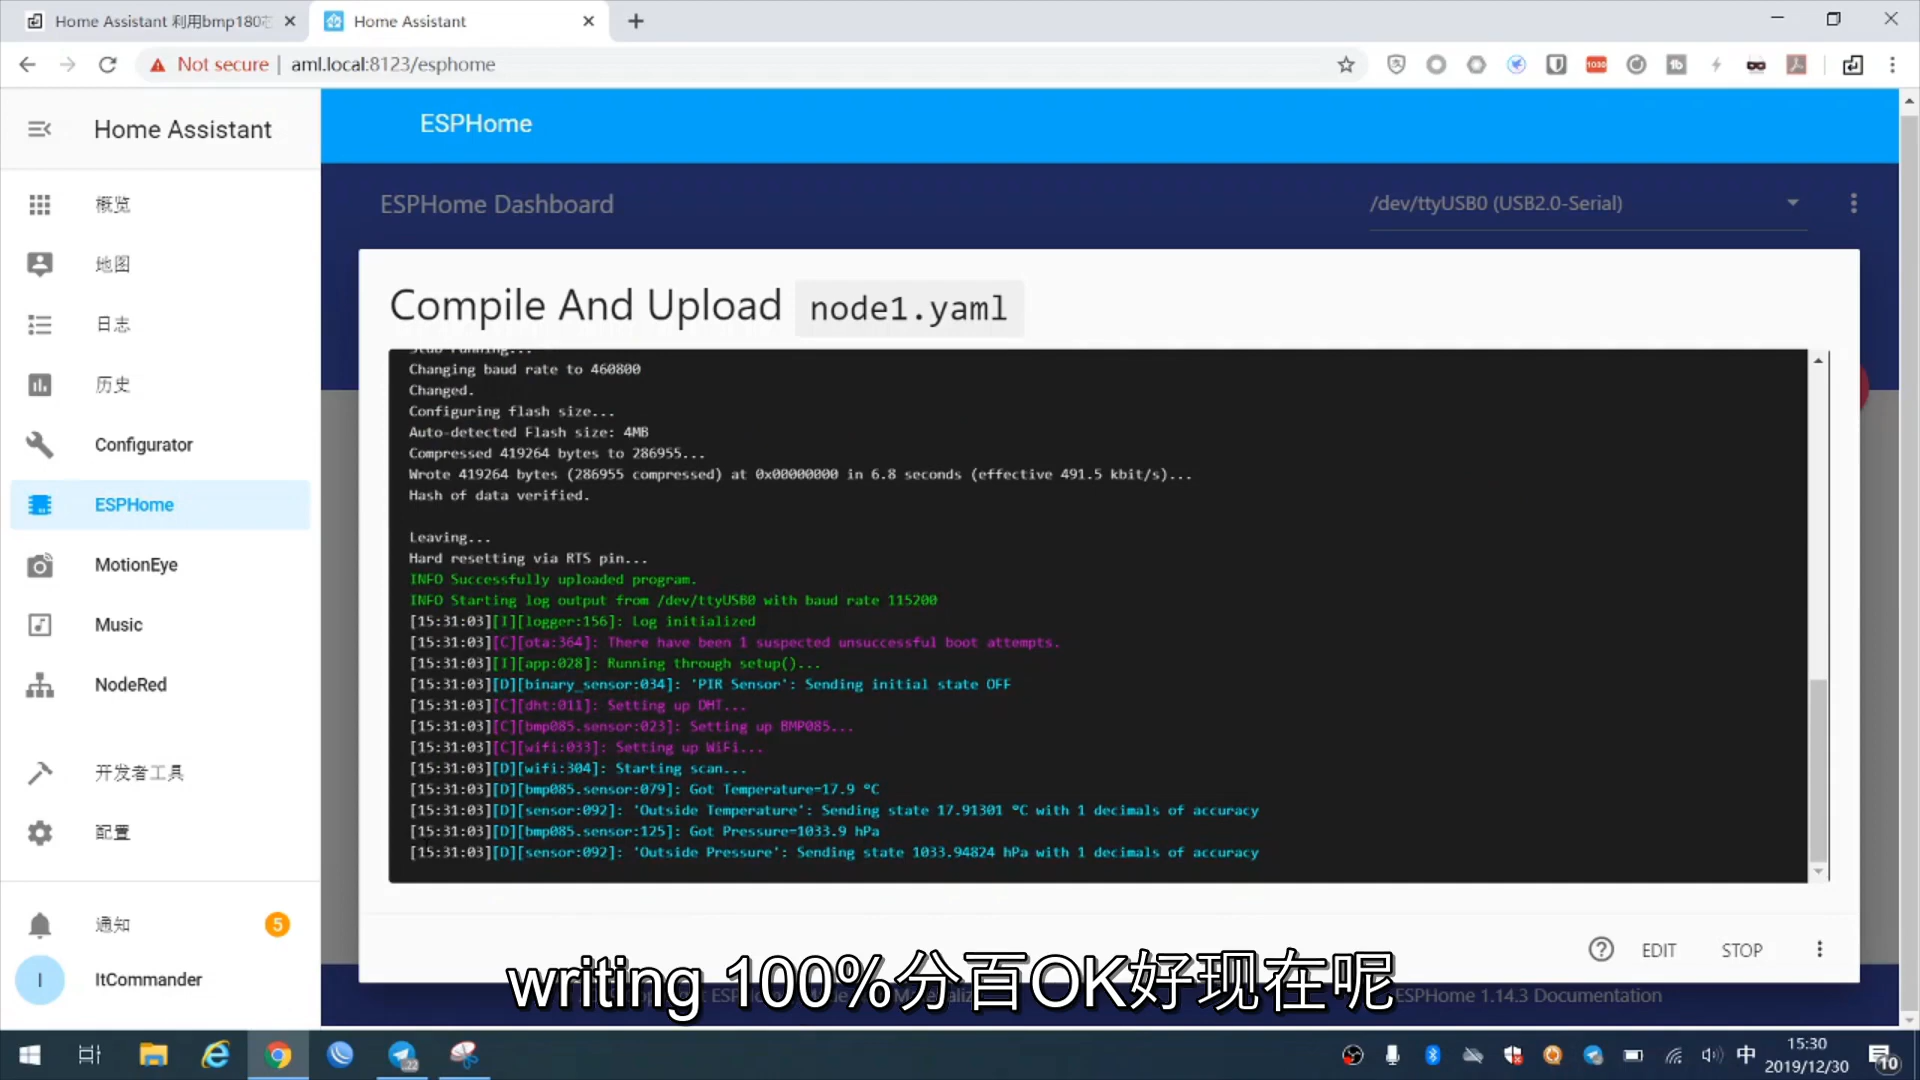 Home Assistant 利用bmp180芯
Home Assistant
Not secure
aml.local:8123/esphome
Home Assistant
概览
地图
日志
历史
Configurator
ESPHome
MotionEye
Music
NodeRed
开发者工具
配置
通知
5
I
ItCommander
ESPHome
ESPHome Dashboard
/dev/ttyUSB0 (USB2.0-Serial)
Compile And Upload node1.yaml
Stub running...
Changing baud rate to 460800
Changed.
Configuring flash size...
Auto-detected Flash size: 4MB
Compressed 419264 bytes to 286955...
Wrote 419264 bytes (286955 compressed) at 0x00000000 in 6.8 seconds (effective 491.5 kbit/s)...
Hash of data verified.
Leaving...
Hard resetting via RTS pin...
INFO Successfully uploaded program.
INFO Starting log output from /dev/ttyUSB0 with baud rate 115200
[15:31:03][I][logger:156]: Log initialized
[15:31:03][C][ota:364]: There have been 1 suspected unsuccessful boot attempts.
[15:31:03][I][app:028]: Running through setup()...
[15:31:03][D][binary_sensor:034]: 'PIR Sensor': Sending initial state OFF
[15:31:03][C][dht:011]: Setting up DHT...
[15:31:03][C][bmp085.sensor:023]: Setting up BMP085...
[15:31:03][C][wifi:033]: Setting up WiFi...
[15:31:03][D][wifi:304]: Starting scan...
[15:31:03][D][bmp085.sensor:079]: Got Temperature=17.9 °C
[15:31:03][D][sensor:092]: 'Outside Temperature': Sending state 17.91301 °C with 1 decimals of accuracy
[15:31:03][D][bmp085.sensor:125]: Got Pressure=1033.9 hPa
[15:31:03][D][sensor:092]: 'Outside Pressure': Sending state 1033.94824 hPa with 1 decimals of accuracy
EDIT
STOP
writing 100%分百OK好现在呢
ESPHome 1.14.3 Documentation
22
中
15:30
2019/12/30
10